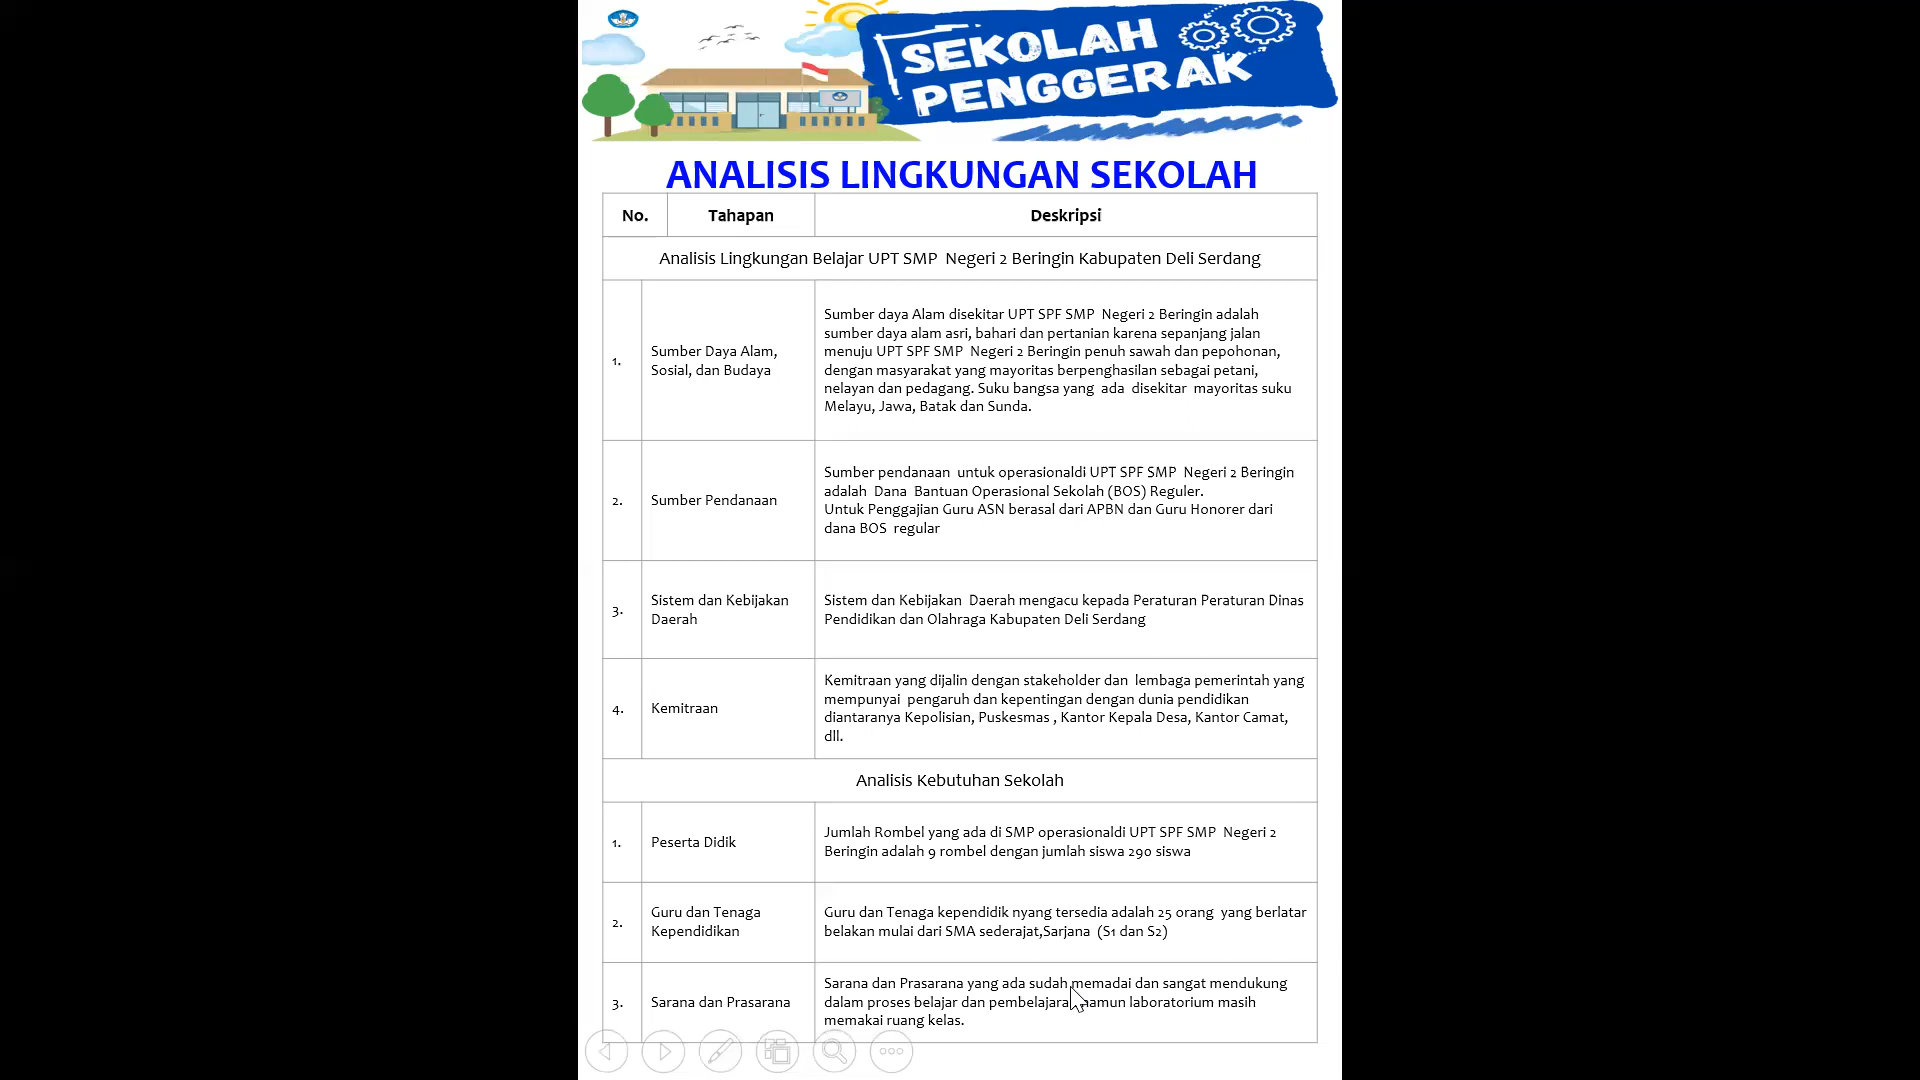 SEKOLAH
PENGGERAK
ANALISIS LINGKUNGAN SEKOLAH
No. Tahapan Deskripsi
Analisis Lingkungan Belajar UPT SMP Negeri 2 Beringin Kabupaten Deli Serdang
1.
Sumber Daya Alam,
Sosial, dan Budaya
Sumber daya Alam disekitar UPT SPF SMP Negeri 2 Beringin adalah
sumber daya alam asri, bahari dan pertanian karena sepanjang jalan
menuju UPT SPF SMP Negeri 2 Beringin penuh sawah dan pepohonan,
dengan masyarakat yang mayoritas berpenghasilan sebagai petani,
nelayan dan pedagang. Suku bangsa yang ada disekitar mayoritas suku
Melayu, Jawa, Batak dan Sunda.
2.
Sumber Pendanaan
Sumber pendanaan untuk operasionaldi UPT SPF SMP Negeri 2 Beringin
adalah Dana Bantuan Operasional Sekolah (BOS) Reguler.
Untuk Penggajian Guru ASN berasal dari APBN dan Guru Honorer dari
dana BOS regular
3.
Sistem dan Kebijakan
Daerah
Sistem dan Kebijakan Daerah mengacu kepada Peraturan Peraturan Dinas
Pendidikan dan Olahraga Kabupaten Deli Serdang
4.
Kemitraan
Kemitraan yang dijalin dengan stakeholder dan lembaga pemerintah yang
mempunyai pengaruh dan kepentingan dengan dunia pendidikan
diantaranya Kepolisian, Puskesmas , Kantor Kepala Desa, Kantor Camat,
dll.
Analisis Kebutuhan Sekolah
1.
Peserta Didik
Jumlah Rombel yang ada di SMP operasionaldi UPT SPF SMP Negeri 2
Beringin adalah 9 rombel dengan jumlah siswa 290 siswa
2.
Guru dan Tenaga
Kependidikan
Guru dan Tenaga kependidik nyang tersedia adalah 25 orang yang berlatar
belakan mulai dari SMA sederajat,Sarjana (S1 dan S2)
3.
Sarana dan Prasarana
Sarana dan Prasarana yang ada sudah memadai dan sangat mendukung
dalam proses belajar dan pembelajara namun laboratorium masih
memakai ruang kelas.